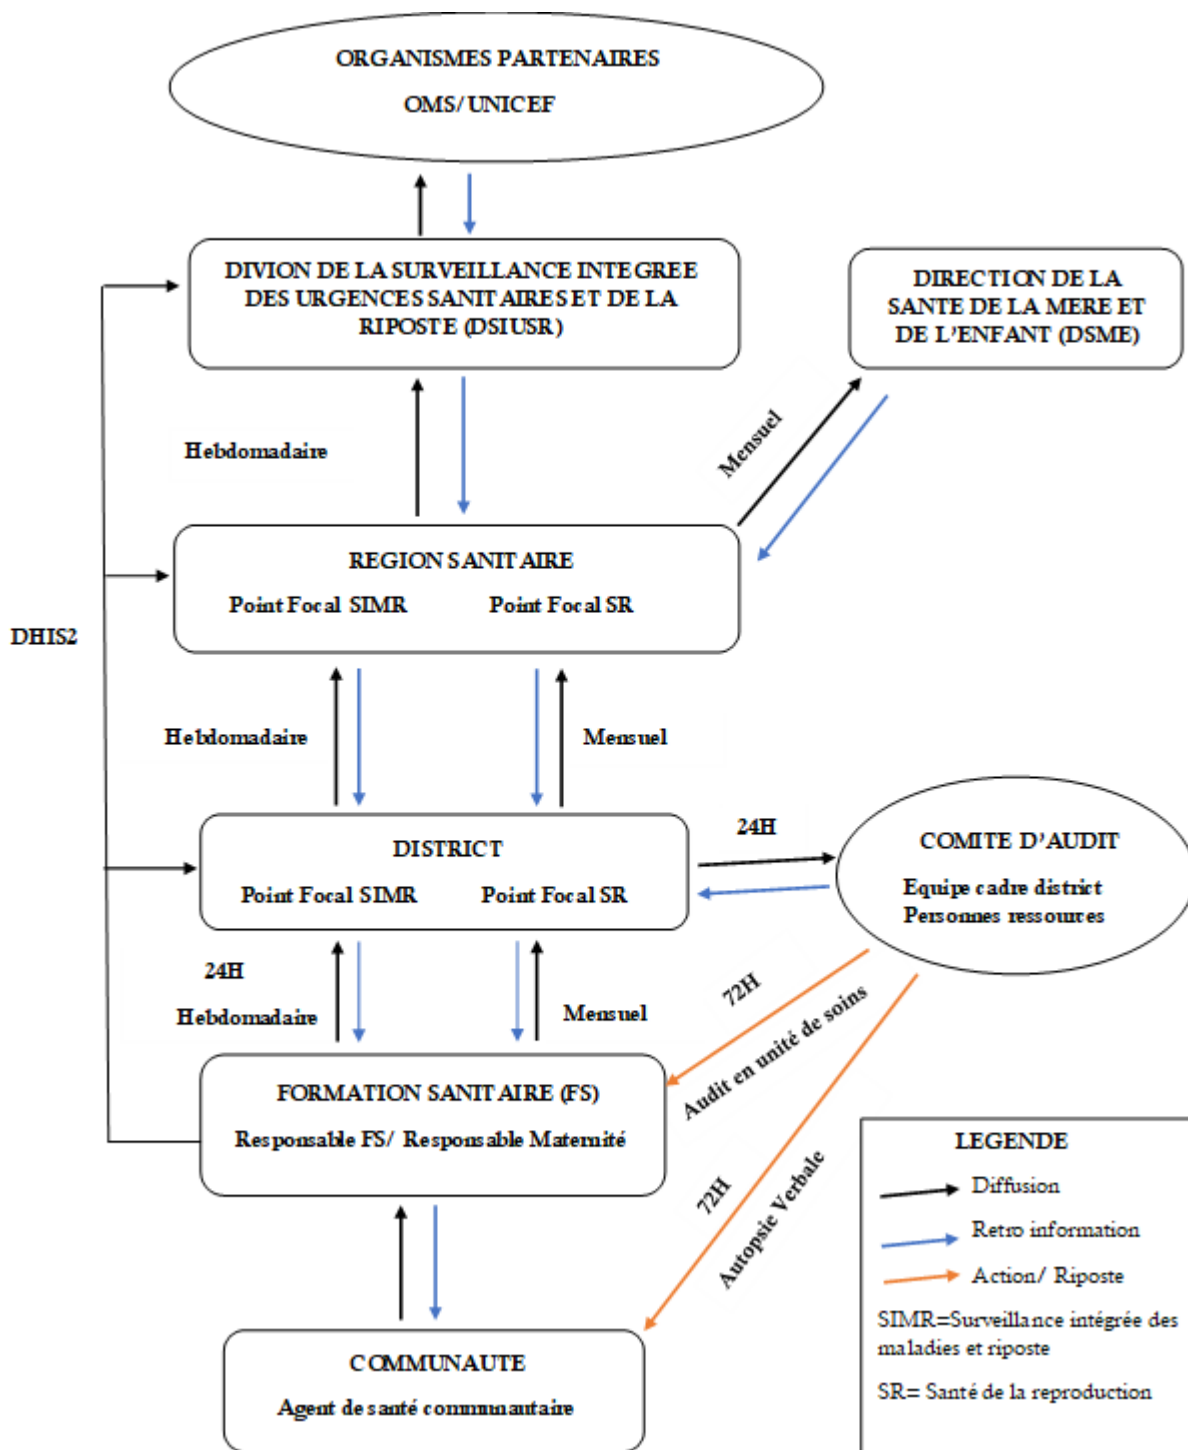 ORGANISMES PARTENAIRES
OMS/UNICEF
DIVION DE LA SURVEILLANCE INTEGREE
DES URGENCES SANITAIRES ET DE LA
RIPOSTE (DSIUSR)
DIRECTION DE LA
SANTE DE LA MERE ET
DE L'ENFANT (DSME)
Hebdomadaire
Mensuel
REGION SANITAIRE
Point Focal SIMR Point Focal SR
DHIS2
Hebdomadaire
Mensuel
DISTRICT
Point Focal SIMR Point Focal SR
24H
COMITE D'AUDIT
Equipe cadre district
Personnes ressources
24H
Hebdomadaire
Mensuel
72H
Audit en unité de soins
FORMATION SANITAIRE (FS)
Responsable FS/ Responsable Maternité
72H
Autopsie Verbale
COMMUNAUTE
Agent de santé communautaire
LEGENDE
Diffusion
Retro information
Action/ Riposte
SIMR=Surveillance intégrée des
maladies et riposte
SR= Santé de la reproduction